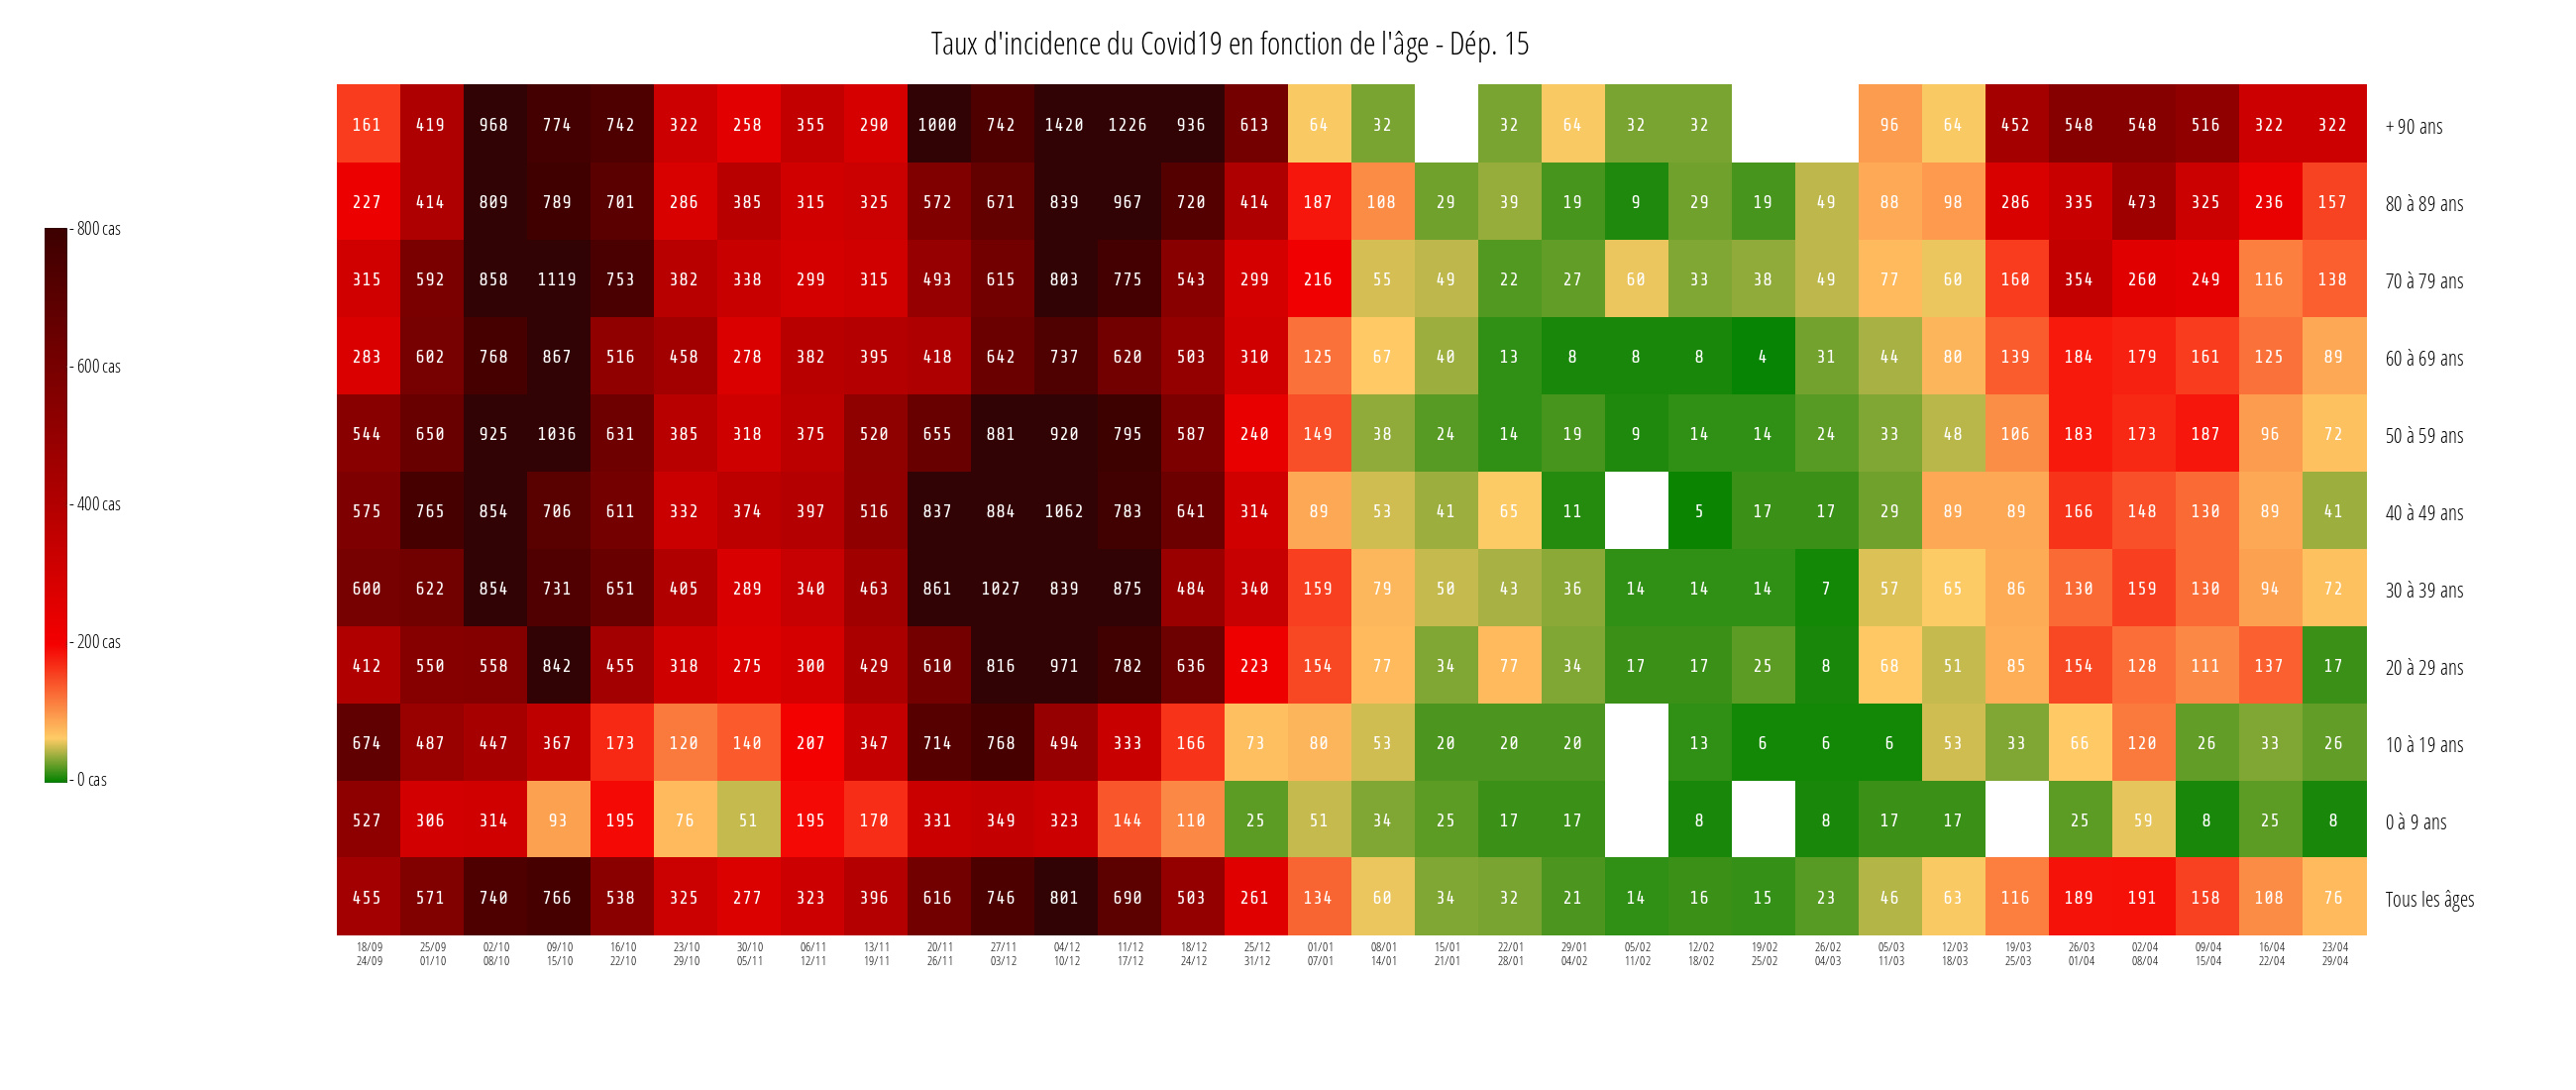 Taux d'incidence du Covid19 en fonction de l'âge - Dép. 15
- 800 cas
- 600 cas
- 400 cas
- 200 cas
- 0 cas
161 419 968 774 742 322 258 355 290 1000 742 1420 1226 936 613 64 32 32 64 32 32 96 64 452 548 548 516 322 322 + 90 ans
227 414 809 789 701 286 385 315 325 572 671 839 967 720 414 187 108 29 39 19 9 29 19 49 88 98 286 335 473 325 236 157 80 à 89 ans
315 592 858 1119 753 382 338 299 315 493 615 803 775 543 299 216 55 49 22 27 60 33 38 49 77 60 160 354 260 249 116 138 70 à 79 ans
283 602 768 867 516 458 278 382 395 418 642 737 620 503 310 125 67 40 13 8 8 8 4 31 44 80 139 184 179 161 125 89 60 à 69 ans
544 650 925 1036 631 385 318 375 520 655 881 920 795 587 240 149 38 24 14 19 9 14 14 24 33 48 106 183 173 187 96 72 50 à 59 ans
575 765 854 706 611 332 374 397 516 837 884 1062 783 641 314 89 53 41 65 11 5 17 17 29 89 89 166 148 130 89 41 40 à 49 ans
600 622 854 731 651 405 289 340 463 861 1027 839 875 484 340 159 79 50 43 36 14 14 14 7 57 65 86 130 159 130 94 72 30 à 39 ans
412 550 558 842 455 318 275 300 429 610 816 971 782 636 223 154 77 34 77 34 17 17 25 8 68 51 85 154 128 111 137 17 20 à 29 ans
674 487 447 367 173 120 140 207 347 714 768 494 333 166 73 80 53 20 20 20 13 6 6 6 53 33 66 120 26 33 26 10 à 19 ans
527 306 314 93 195 76 51 195 170 331 349 323 144 110 25 51 34 25 17 17 8 8 17 17 25 59 8 25 8 0 à 9 ans
455 571 740 766 538 325 277 323 396 616 746 801 690 503 261 134 60 34 32 21 14 16 15 23 46 63 116 189 191 158 108 76 Tous les âges
18/09 25/09 02/10 09/10 16/10 23/10 30/10 06/11 13/11 20/11 27/11 04/12 11/12 18/12 25/12 01/01 08/01 15/01 22/01 29/01 05/02 12/02 19/02 26/02 05/03 12/03 19/03 26/03 02/04 09/04 16/04 23/04
24/09 01/10 08/10 15/10 22/10 29/10 05/11 12/11 19/11 26/11 03/12 10/12 17/12 24/12 31/12 07/01 14/01 21/01 28/01 04/02 11/02 18/02 25/02 04/03 11/03 18/03 25/03 01/04 08/04 15/04 22/04 29/04